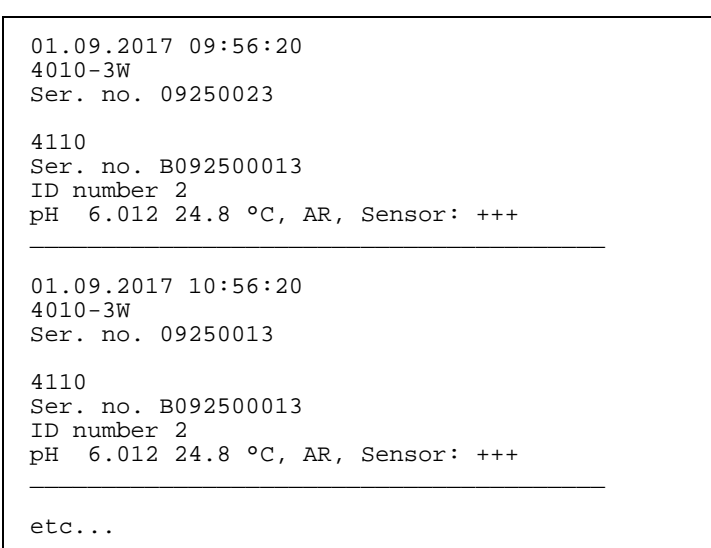 01.09.2017 09:56:20
4010-3W
Ser. no. 09250023
4110
Ser. no. B092500013
ID number 2
pH  6.012 24.8 °C, AR, Sensor: +++
________________________________________
01.09.2017 10:56:20
4010-3W
Ser. no. 09250013
4110
Ser. no. B092500013
ID number 2
pH  6.012 24.8 °C, AR, Sensor: +++
________________________________________
etc...